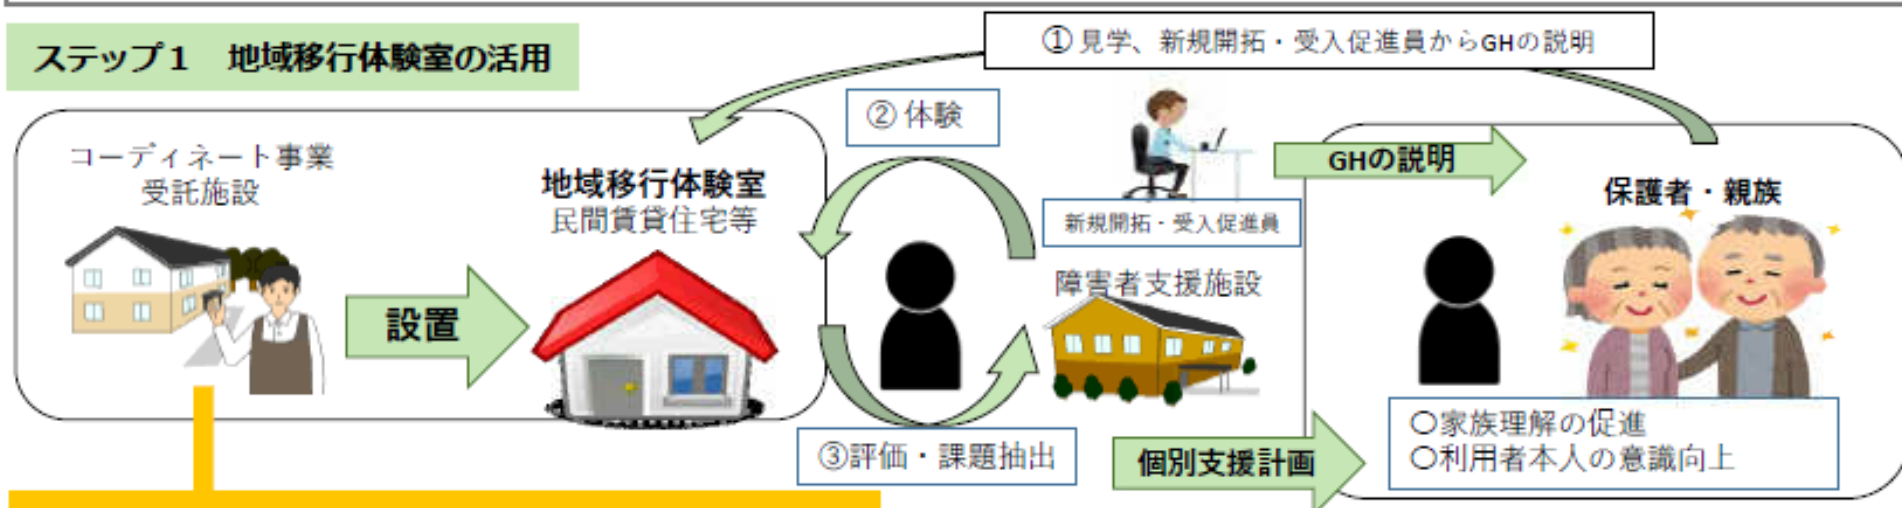 ステップ1　地域移行体験室の活用
①見学、新規開拓・受入促進員からGHの説明
コーディネート事業
受託施設
設置
地域移行体験室
民間賃貸住宅等
②体験
③評価・課題抽出
新規開拓・受入促進員
障害者支援施設
GHの説明
個別支援計画
保護者・親族
〇家族理解の促進
〇利用者本人の意識向上